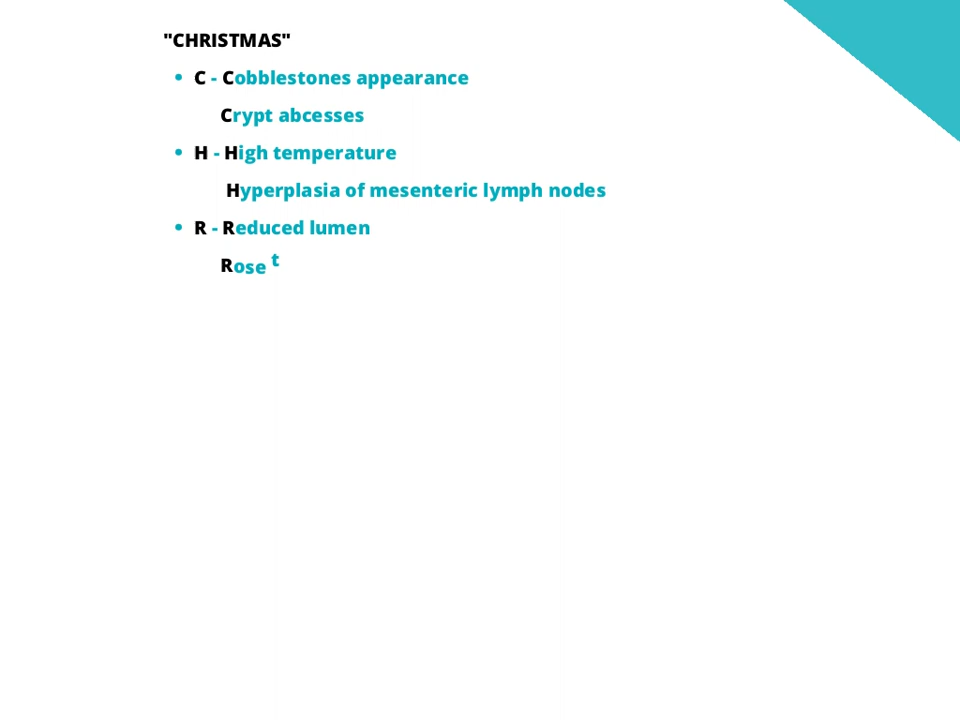 "CHRISTMAS"
• C - Cobblestones appearance
Crypt abcesses
• H - High temperature
Hyperplasia of mesenteric lymph nodes
• R - Reduced lumen
Rose t